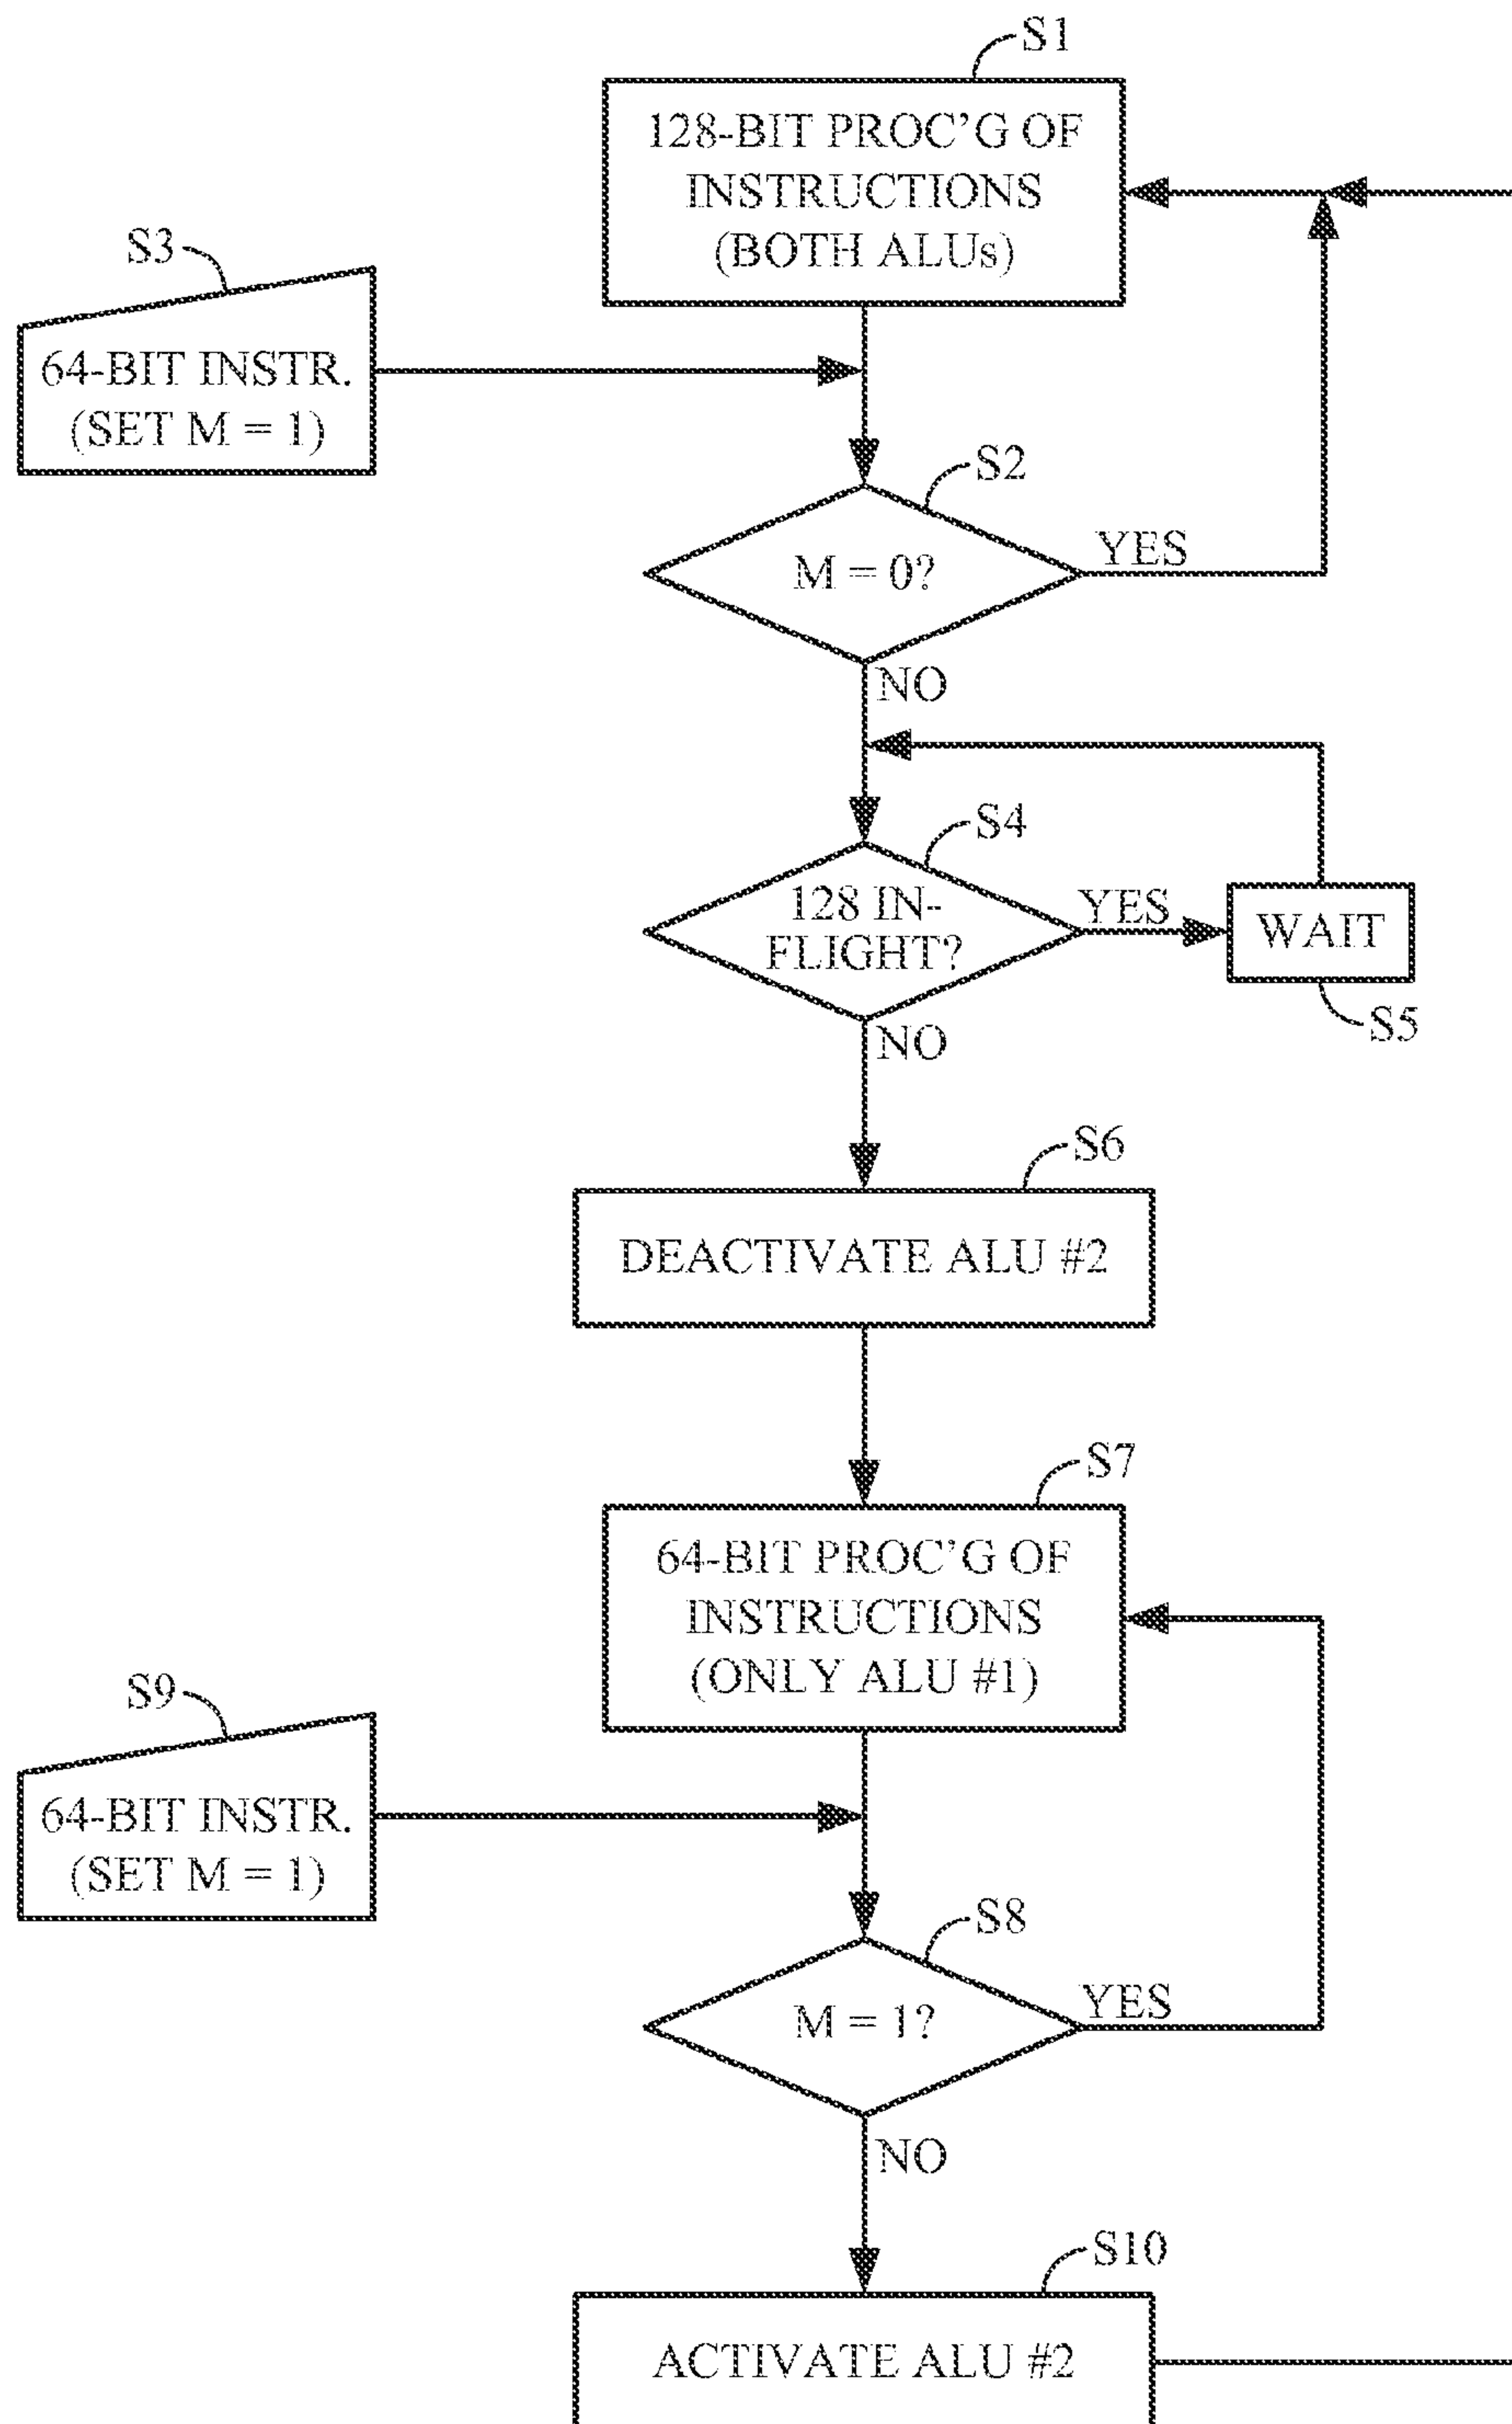 S1
128-BIT PROC'G OF
INSTRUCTIONS
(BOTH ALUs)
S3
64-BIT INSTR.
(SET M = 1)
S2
M = 0?
YES
NO
S4
128 IN-
FLIGHT?
YES
WAIT
S5
NO
S6
DEACTIVATE ALU #2
S7
64-BIT PROC'G OF
INSTRUCTIONS
(ONLY ALU #1)
S9
64-BIT INSTR.
(SET M = 1)
S8
M = 1?
YES
NO
S10
ACTIVATE ALU #2